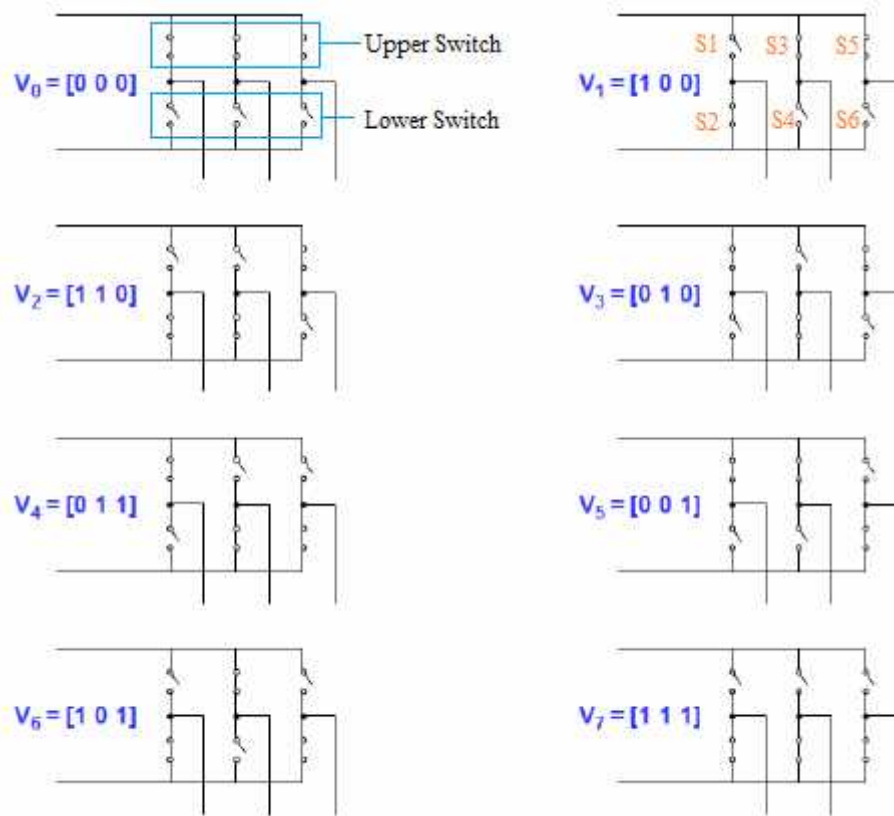 Upper Switch
V0 = [0 0 0]
Lower Switch
S1 S3 S5
V1 = [1 0 0]
S2 S4 S6
V2 = [1 1 0]
V3 = [0 1 0]
V4 = [0 1 1]
V5 = [0 0 1]
V6 = [1 0 1]
V7 = [1 1 1]